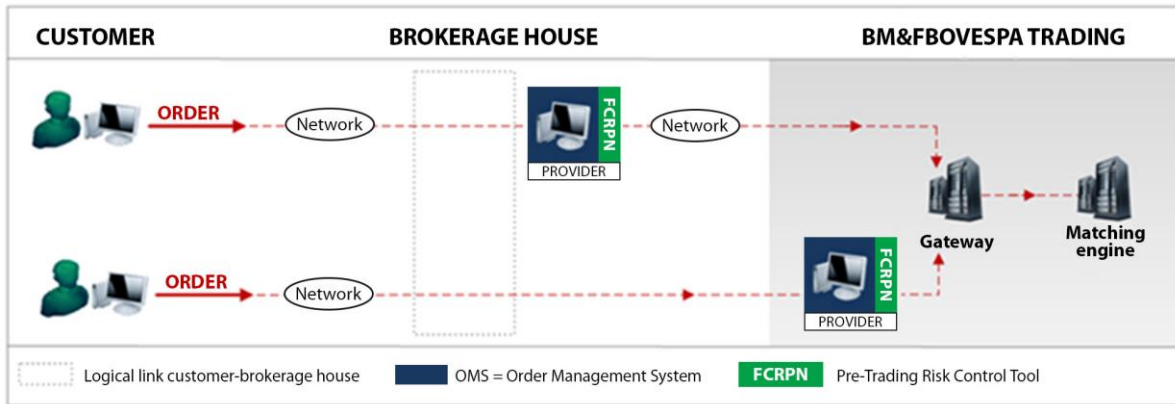 CUSTOMER
BROKERAGE HOUSE
BM&FBOVESPA TRADING
ORDER
Network
FCRPN
PROVIDER
Network
Gateway
Matching
engine
ORDER
Network
FCRPN
PROVIDER
Logical link customer-brokerage house
OMS = Order Management System
FCRPN
Pre-Trading Risk Control Tool